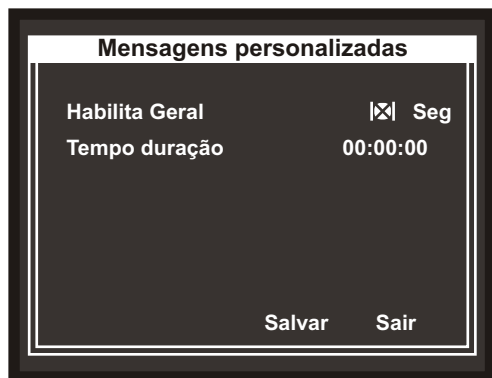 Mensagens personalizadas
Habilita Geral Seg
Tempo duração 00:00:00
Salvar Sair